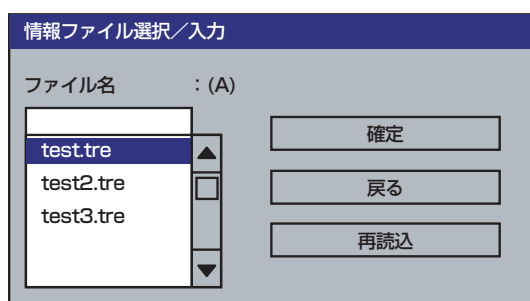 情報ファイル選択／入力
ファイル名 : (A)
確定
test.tre
test2.tre
戻る
test3.tre
再読込